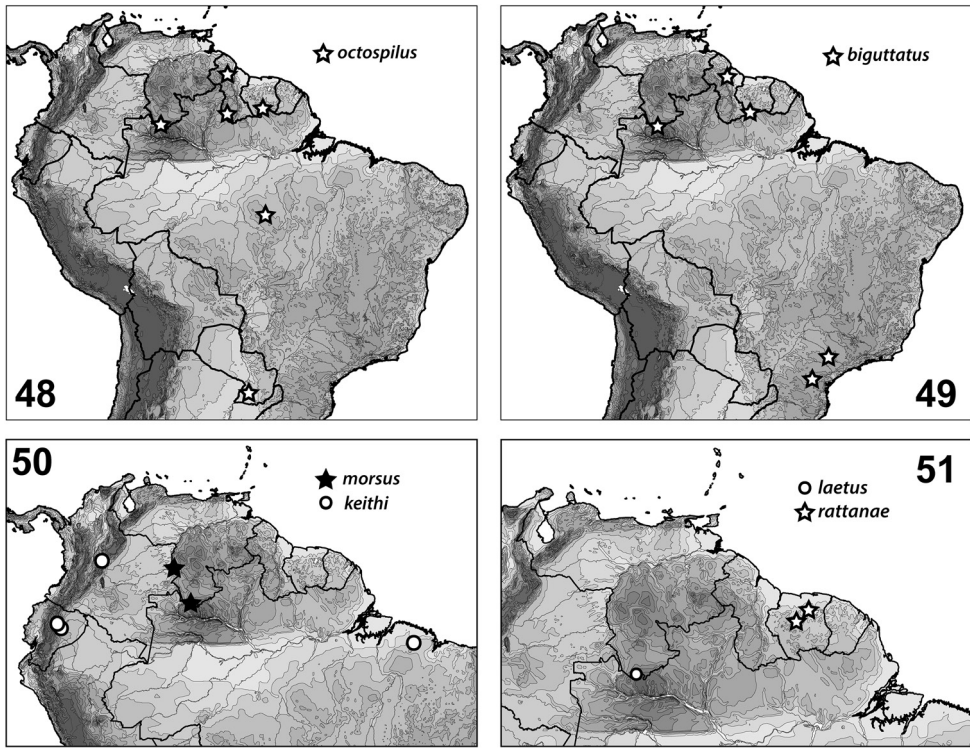 octospilus
48
biguttatus
49
50
morsus
keithi
51
laetus
rattanae